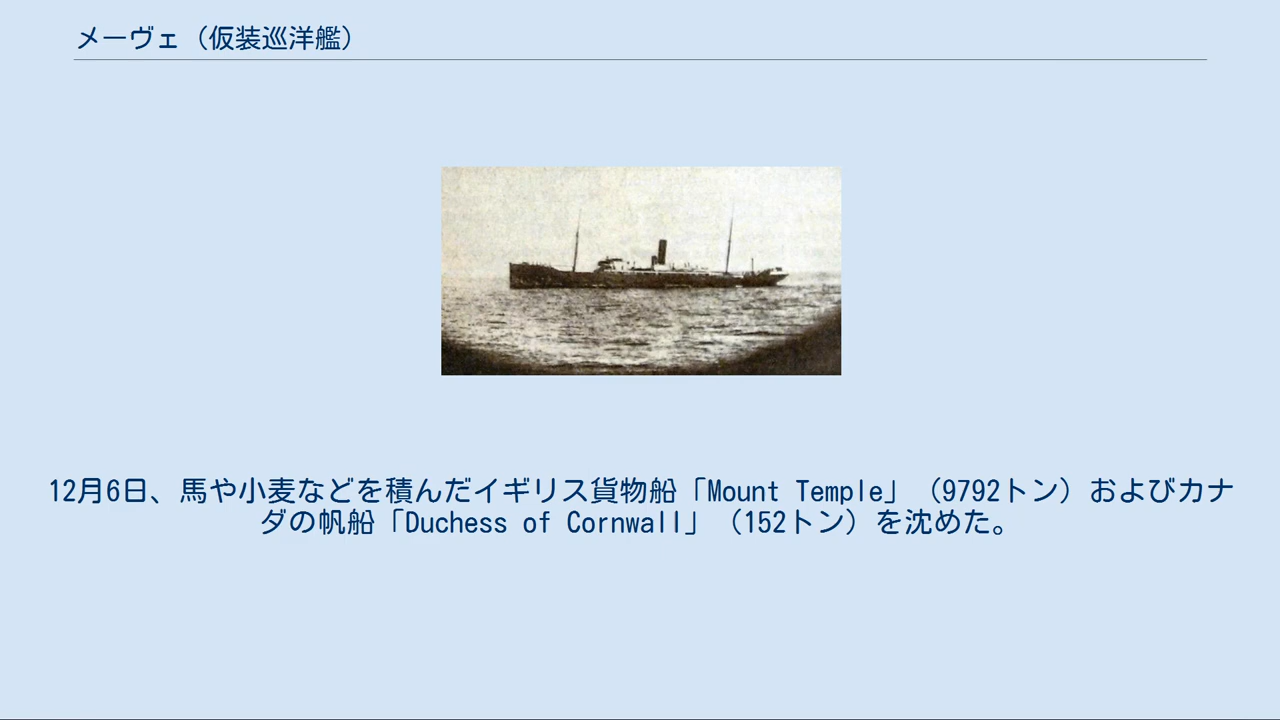 メーヴェ（仮装巡洋艦）
12月6日、馬や小麦などを積んだイギリス貨物船「Mount Temple」（9792トン）およびカナ
ダの帆船「Duchess of Cornwall」（152トン）を沈めた。